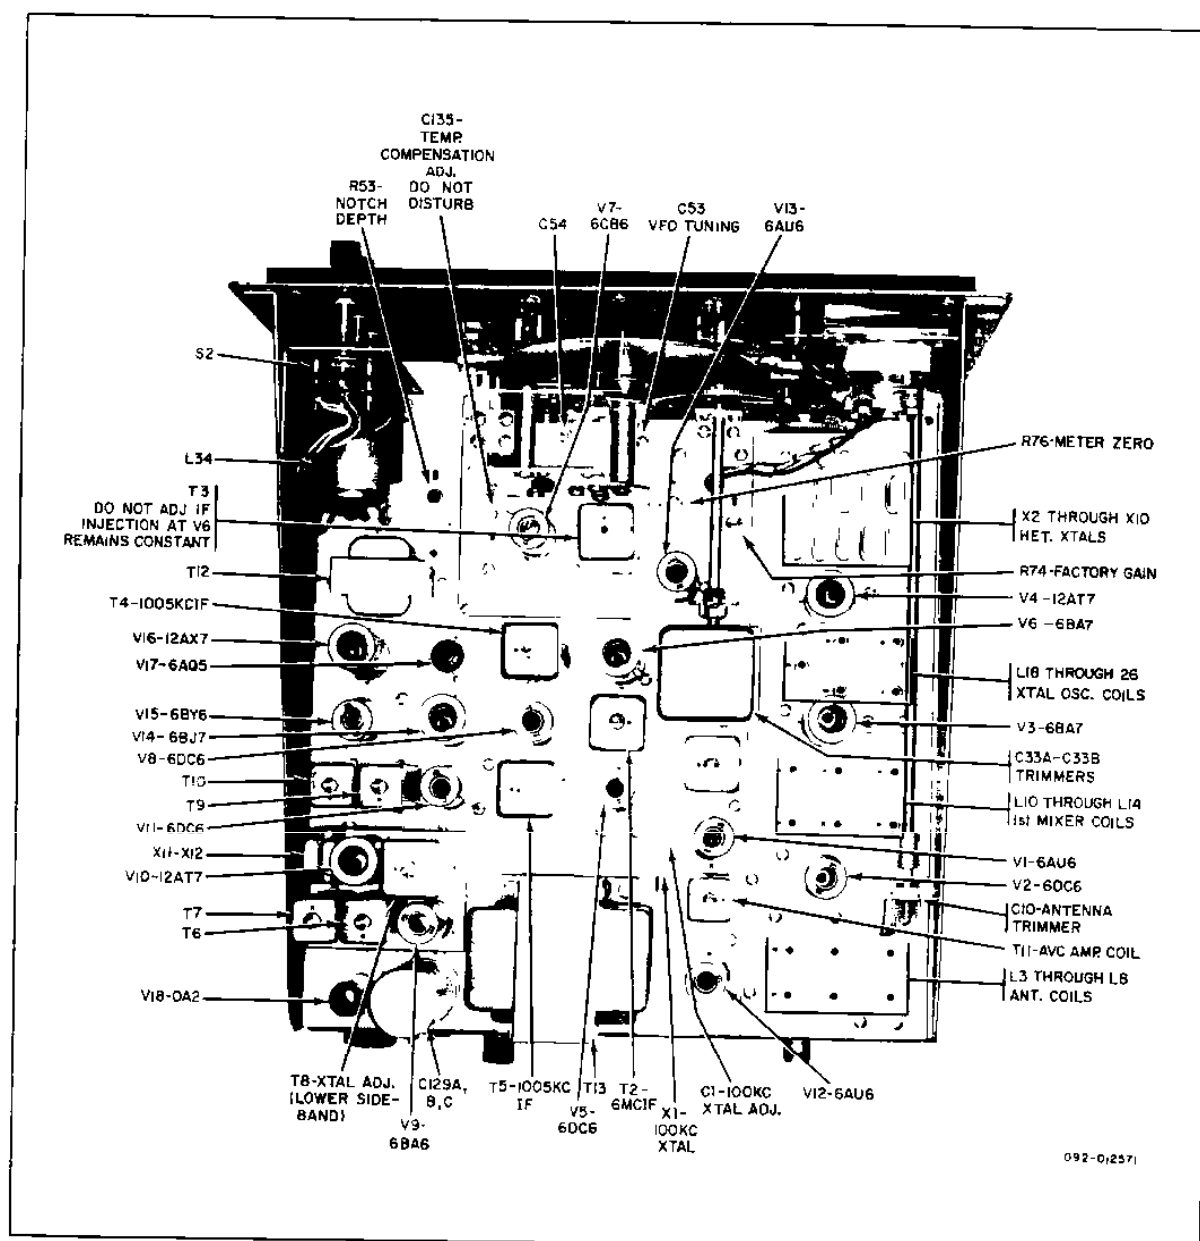 C135-
TEMP.
COMPENSATION
ADJ.
DO NOT
DISTURB
R53-
NOTCH
DEPTH
C54
V7-
6CB6
C53
VFO TUNING
V13-
6AU6
S2
L34
T3
DO NOT ADJ IF
INJECTION AT V6
REMAINS CONSTANT
T12
T4-1005KCIF
V16-12AX7
V17-6AQ5
V15-6BY6
V14-6BJ7
V8-6DC6
T10
T9
V11-6DC6
X11-X12
V10-12AT7
T7
T6
V18-0A2
R76-METER ZERO
X2 THROUGH X10
HET. XTALS
R74-FACTORY GAIN
V4-12AT7
V6-6BA7
L18 THROUGH 26
XTAL OSC. COILS
V3-6BA7
C33A-C33B
TRIMMERS
L10 THROUGH L14
1st MIXER COILS
V1-6AU6
V2-6DC6
C10-ANTENNA
TRIMMER
T11-AVC AMP. COIL
L3 THROUGH L8
ANT. COILS
T8-XTAL ADJ.
(LOWER SIDE-
BAND)
C129A,
B,C
V9-
6BA6
T5-1005KC
IF
T13
V5-
6DC6
T2-
6MCIF
X1-
100KC
XTAL
C1-100KC
XTAL ADJ.
V12-6AU6